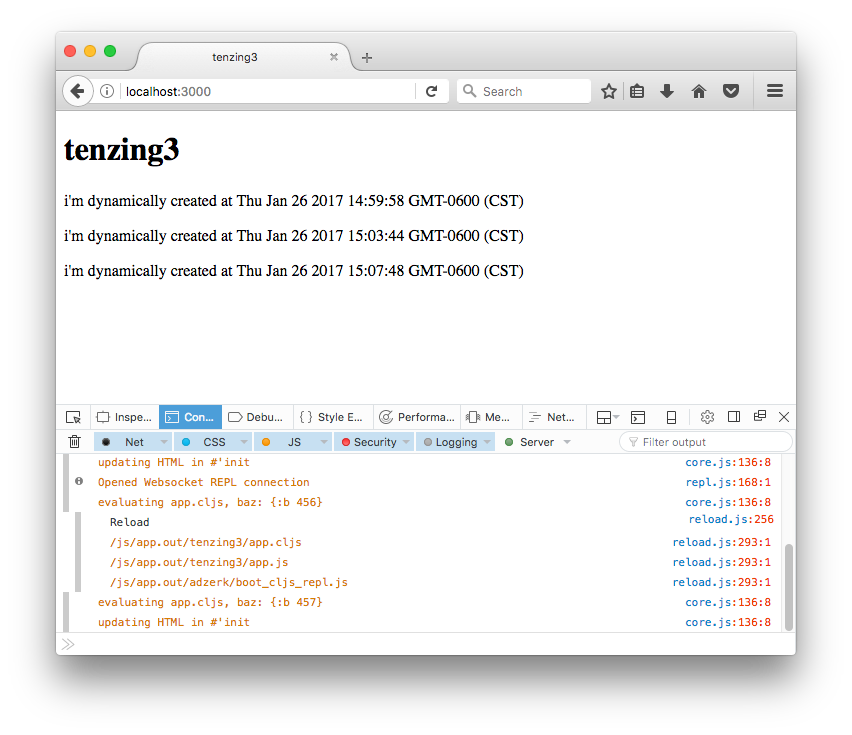 tenzing3
localhost:3000
Search
tenzing3
i'm dynamically created at Thu Jan 26 2017 14:59:58 GMT-0600 (CST)
i'm dynamically created at Thu Jan 26 2017 15:03:44 GMT-0600 (CST)
i'm dynamically created at Thu Jan 26 2017 15:07:48 GMT-0600 (CST)
Inspe... Con... Debu... { } Style E... Performa... Me... Net...
Net CSS JS Security Logging Server Filter output
updating HTML in #'init core.js:136:8
Opened Websocket REPL connection repl.js:168:1
evaluating app.cljs, baz: {:b 456} core.js:136:8
Reload reload.js:256
/js/app.out/tenzing3/app.cljs reload.js:293:1
/js/app.out/tenzing3/app.js reload.js:293:1
/js/app.out/adzerk/boot_cljs_repl.js reload.js:293:1
evaluating app.cljs, baz: {:b 457} core.js:136:8
updating HTML in #'init core.js:136:8